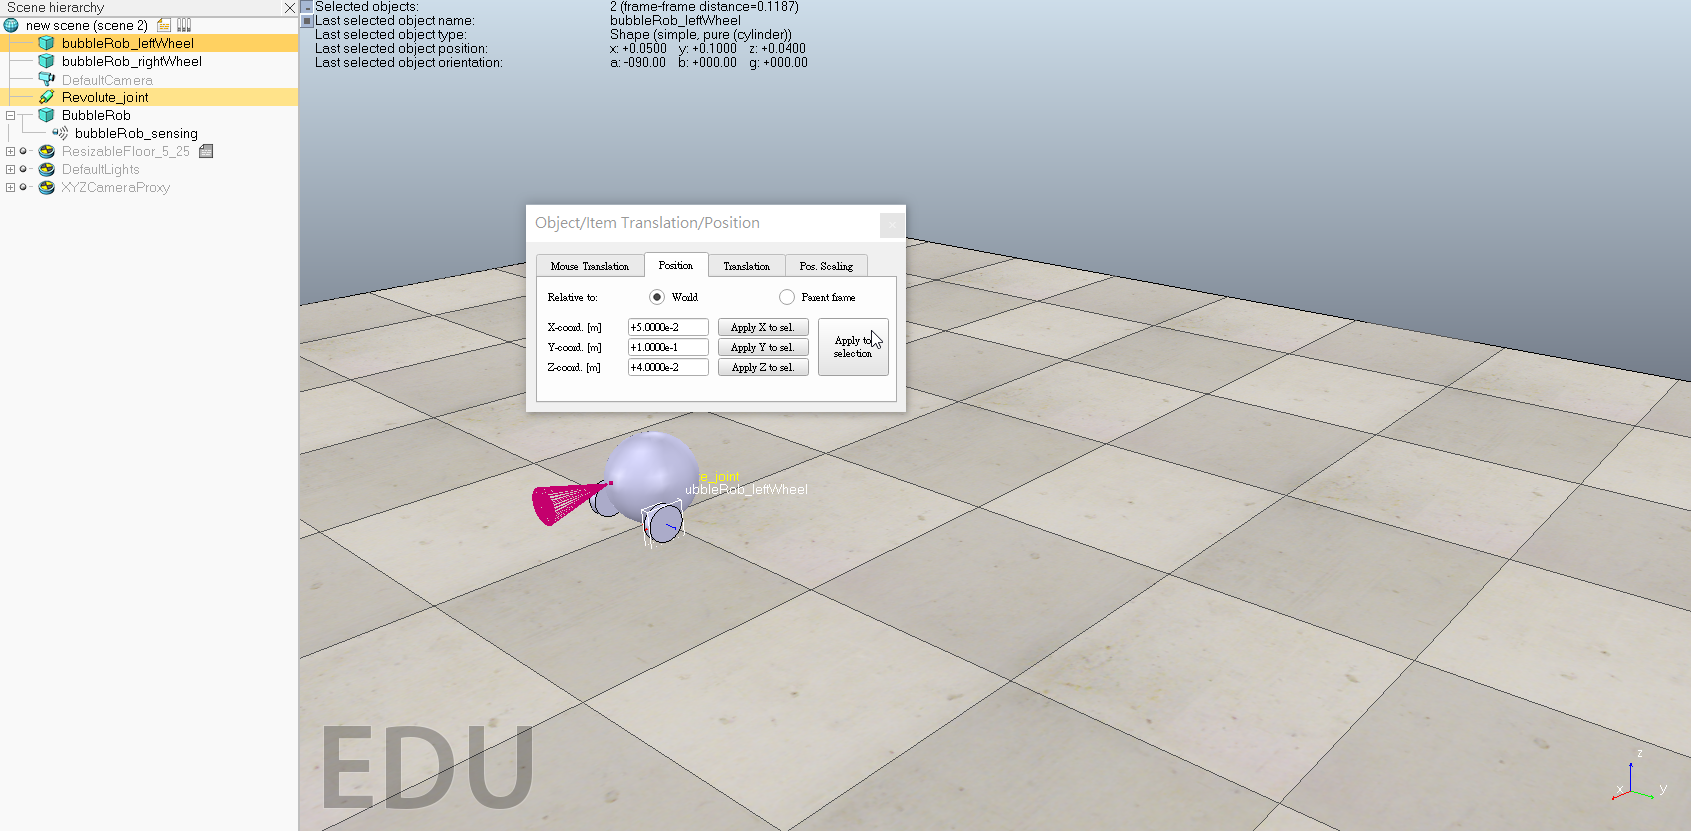 Scene hierarchy
new scene (scene 2)
bubbleRob_leftWheel
bubbleRob_rightWheel
DefaultCamera
Revolute_joint
BubbleRob
bubbleRob_sensing
ResizableFloor_5_25
DefaultLights
XYZCameraProxy
Selected objects: 2 (frame-frame distance=0.1187)
Last selected object name: bubbleRob_leftWheel
Last selected object type: Shape (simple, pure (cylinder))
Last selected object position: x: +0.0500 y: +0.1000 z: +0.0400
Last selected object orientation: a: -090.00 b: +000.00 g: +000.00
Object/Item Translation/Position
Mouse Translation Position Translation Pos. Scaling
Relative to: World Parent frame
X-coord. [m] +5.0000e-2 Apply X to sel.
Y-coord. [m] +1.0000e-1 Apply Y to sel.
Z-coord. [m] +4.0000e-2 Apply Z to sel.
Apply to
selection
te_joint
ubbleRob_leftWheel
EDU
z
x
y